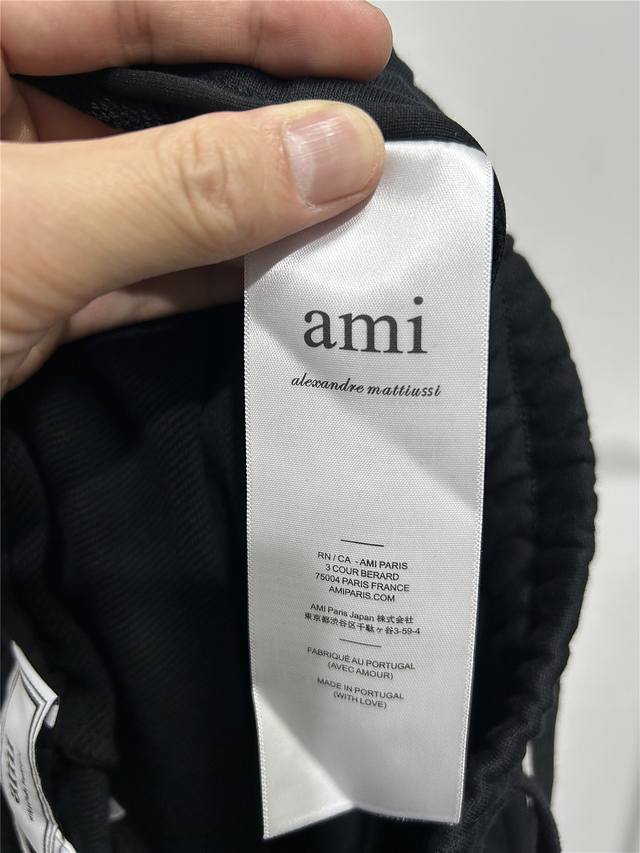 ami
alexandre mattiussi
RN / CA - AMI PARIS
3 COUR BERARD
75004 PARIS FRANCE
AMIPARIS.COM
AMI Paris Japan 株式会社
東京都渋谷区千駄ヶ谷3-59-4
FABRIQUÉ AU PORTUGAL
(AVEC AMOUR)
MADE IN PORTUGAL
(WITH LOVE)
ami